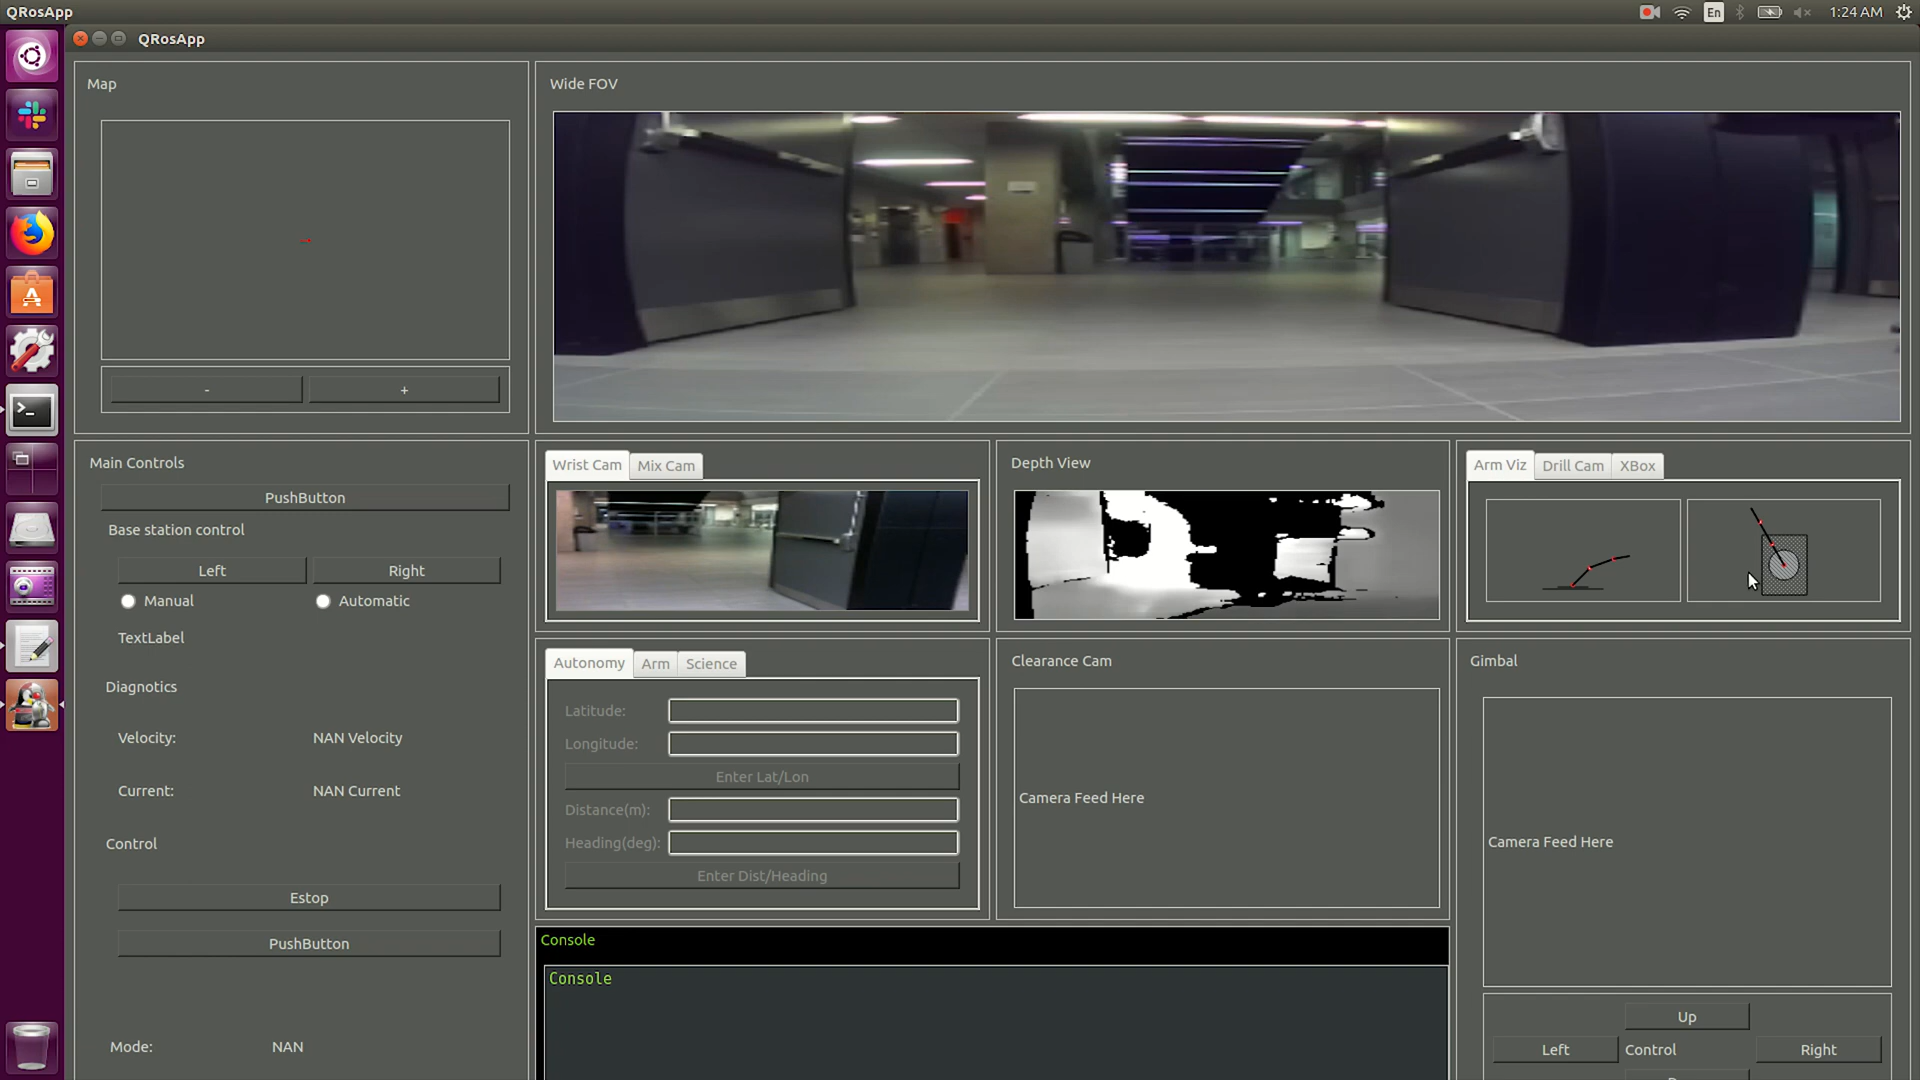 QRosApp
En
1:24 AM
QRosApp
Map
- +
Wide FOV
Main Controls
PushButton
Base station control
Left Right
Manual Automatic
TextLabel
Diagnotics
Velocity: NAN Velocity
Current: NAN Current
Control
Estop
PushButton
Mode: NAN
Wrist Cam Mix Cam
Depth View
Arm Viz Drill Cam XBox
Autonomy Arm Science
Latitude:
Longitude:
Enter Lat/Lon
Distance(m):
Heading(deg):
Enter Dist/Heading
Clearance Cam
Camera Feed Here
Gimbal
Camera Feed Here
Console
Console
Up
Left Control Right